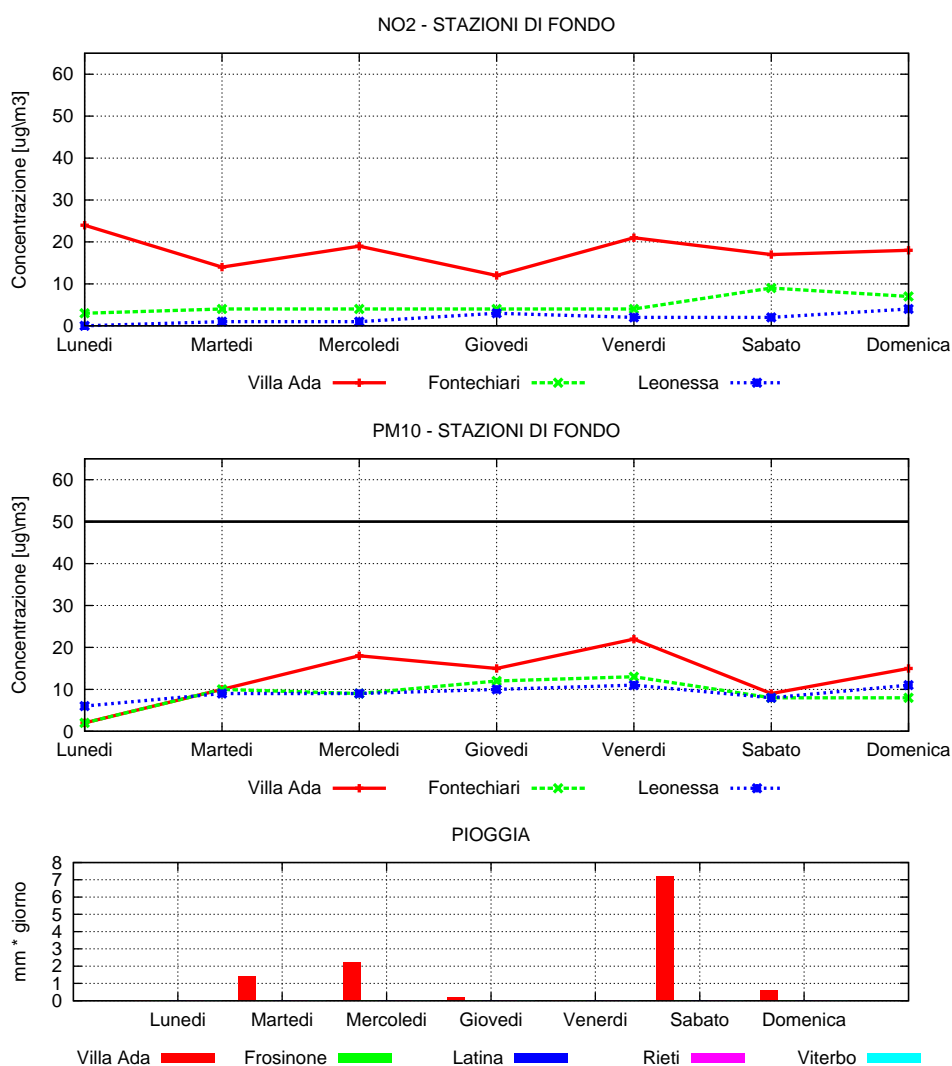 NO2 - STAZIONI DI FONDO
Concentrazione [ug\m3]
60
50
40
30
20
10
0
Lunedi Martedi Mercoledi Giovedi Venerdi Sabato Domenica
Villa Ada Fontechiari Leonessa
PM10 - STAZIONI DI FONDO
Concentrazione [ug\m3]
60
50
40
30
20
10
0
Lunedi Martedi Mercoledi Giovedi Venerdi Sabato Domenica
Villa Ada Fontechiari Leonessa
PIOGGIA
mm * giorno
8
7
6
5
4
3
2
1
0
Lunedi Martedi Mercoledi Giovedi Venerdi Sabato Domenica
Villa Ada Frosinone Latina Rieti Viterbo